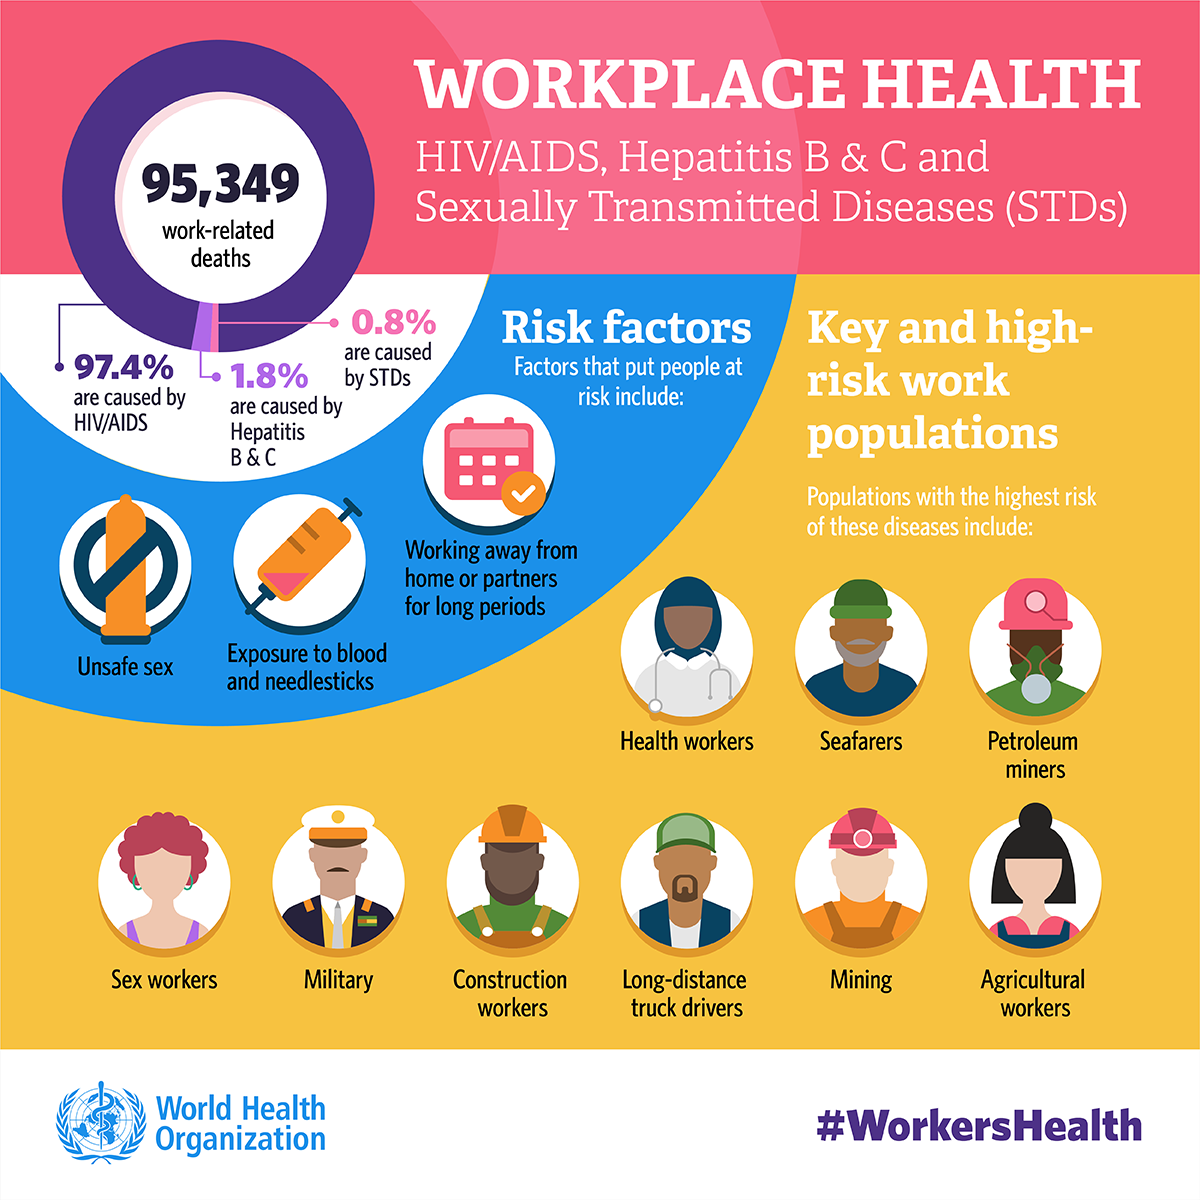 WORKPLACE HEALTH
HIV/AIDS, Hepatitis B & C and
Sexually Transmitted Diseases (STDs)
95,349
work-related
deaths
97.4%
are caused by
HIV/AIDS
1.8%
are caused by
Hepatitis
B & C
0.8%
are caused
by STDs
Risk factors
Factors that put people at
risk include:
Unsafe sex
Exposure to blood
and needlesticks
Working away from
home or partners
for long periods
Key and high-
risk work
populations
Populations with the highest risk
of these diseases include:
Health workers
Seafarers
Petroleum
miners
Sex workers
Military
Construction
workers
Long-distance
truck drivers
Mining
Agricultural
workers
World Health
Organization
#WorkersHealth